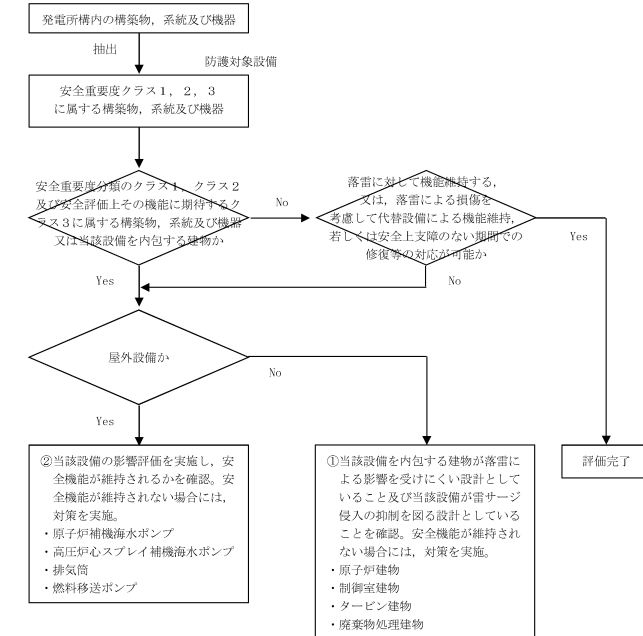 発電所構内の構築物，系統及び機器
抽出
防護対象設備
安全重要度クラス１，２，３
に属する構築物，系統及び機器
安全重要度分類のクラス１，クラス２
及び安全評価上その機能に期待するク
ラス３に属する構築物，系統及び機器
又は当該設備を内包する建物か
No
落雷に対して機能維持する，
又は，落雷による損傷を
考慮して代替設備による機能維持，
若しくは安全上支障のない期間での
修復等の対応が可能か
Yes
Yes
No
屋外設備か
No
Yes
②当該設備の影響評価を実施し，安
全機能が維持されるかを確認。安
全機能が維持されない場合には，
対策を実施。
・原子炉補機海水ポンプ
・高圧炉心スプレイ補機海水ポンプ
・排気筒
・燃料移送ポンプ
①当該設備を内包する建物が落雷に
よる影響を受けにくい設計として
いること及び当該設備が雷サージ
侵入の抑制を図る設計としている
ことを確認。安全機能が維持され
ない場合には，対策を実施。
・原子炉建物
・制御室建物
・タービン建物
・廃棄物処理建物
評価完了